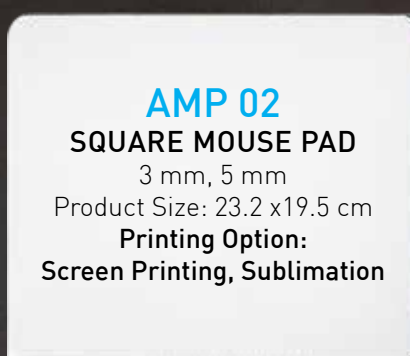 AMP 02
SQUARE MOUSE PAD
3 mm, 5 mm
Product Size: 23.2 x19.5 cm
Printing Option:
Screen Printing, Sublimation